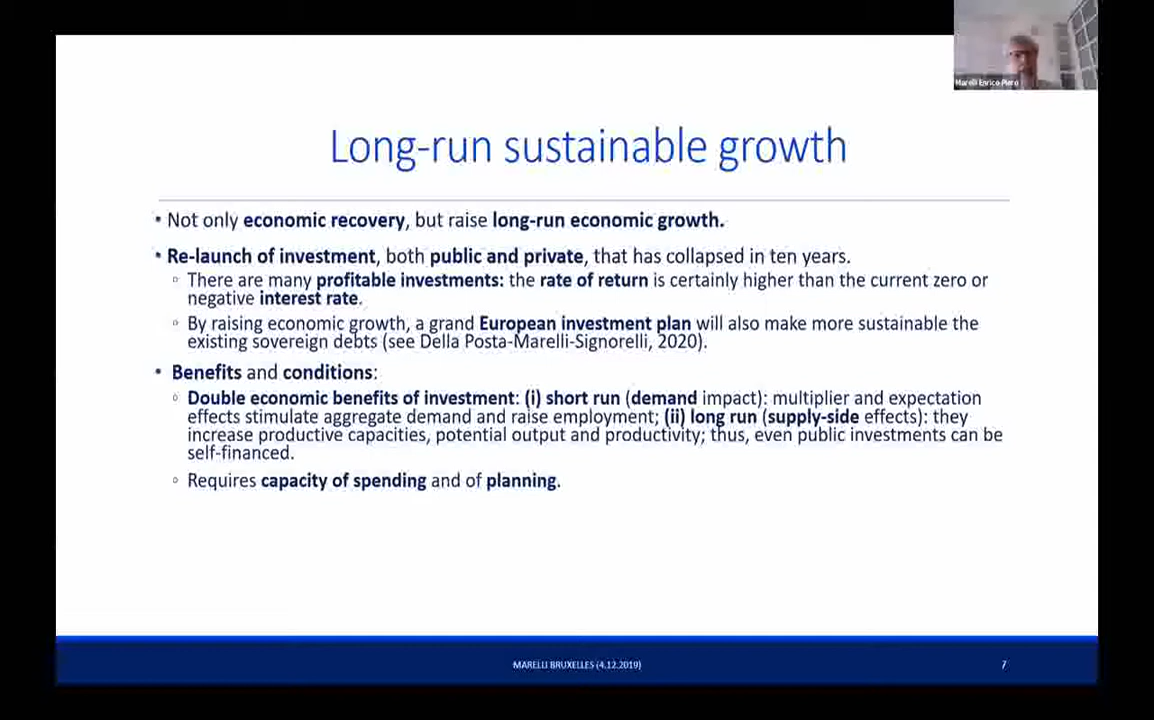 Marelli Enrico Piero
Long-run sustainable growth
• Not only economic recovery, but raise long-run economic growth.
• Re-launch of investment, both public and private, that has collapsed in ten years.
▫ There are many profitable investments: the rate of return is certainly higher than the current zero or
negative interest rate.
▫ By raising economic growth, a grand European investment plan will also make more sustainable the
existing sovereign debts (see Della Posta-Marelli-Signorelli, 2020).
• Benefits and conditions:
▫ Double economic benefits of investment: (i) short run (demand impact): multiplier and expectation
effects stimulate aggregate demand and raise employment; (ii) long run (supply-side effects): they
increase productive capacities, potential output and productivity; thus, even public investments can be
self-financed.
▫ Requires capacity of spending and of planning.
MARELLI BRUXELLES (4.12.2019)
7